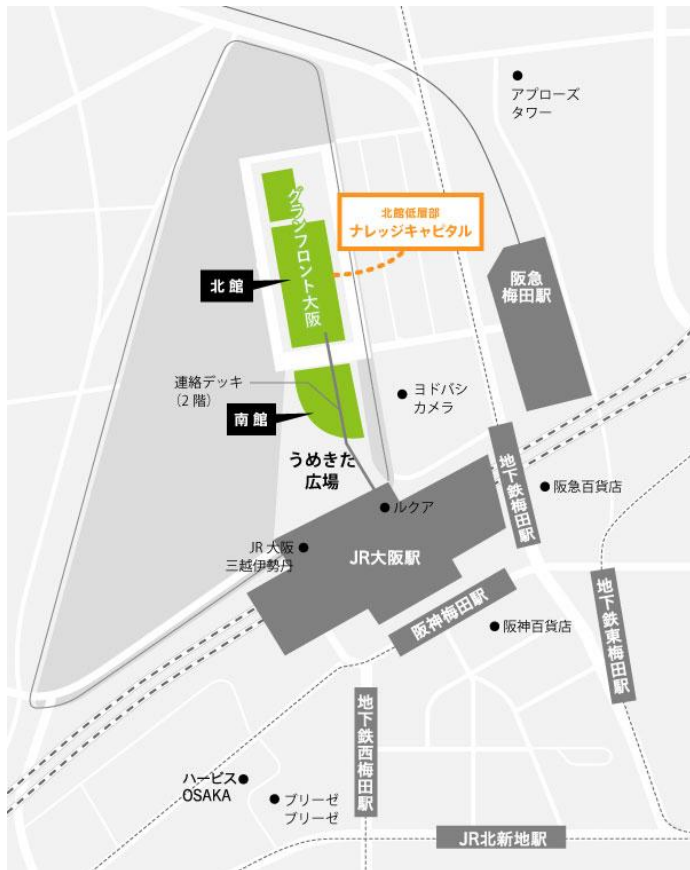 アプローズ
タワー
北館低層部
ナレッジキャピタル
グランフロント大阪
北館
阪急
梅田駅
連絡デッキ
（2 階）
南館
ヨドバシ
カメラ
うめきた
広場
地下鉄梅田駅
阪急百貨店
ルクア
JR 大阪
三越伊勢丹
JR大阪駅
阪神梅田駅
阪神百貨店
地下鉄東梅田駅
地下鉄西梅田駅
ハービス
OSAKA
ブリーゼ
ブリーゼ
JR北新地駅